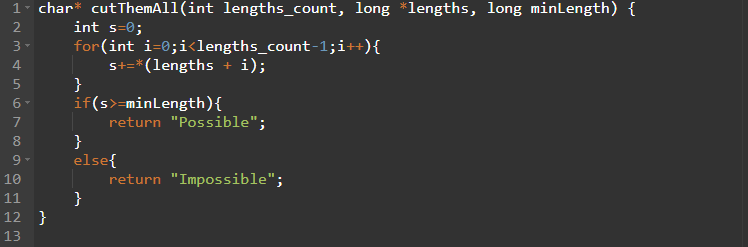 1 char* cutThemAll(int lengths_count, long *lengths, long minLength) {
2     int s=0;
3     for(int i=0;i<lengths_count-1;i++){
4         s+=*(lengths + i);
5     }
6     if(s>=minLength){
7         return "Possible";
8     }
9     else{
10         return "Impossible";
11     }
12 }
13